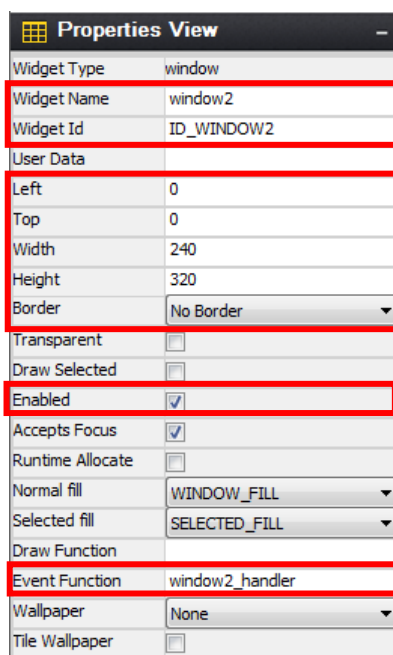 Properties View
Widget Type window
Widget Name window2
Widget Id ID_WINDOW2
User Data
Left 0
Top 0
Width 240
Height 320
Border No Border
Transparent
Draw Selected
Enabled
Accepts Focus
Runtime Allocate
Normal fill WINDOW_FILL
Selected fill SELECTED_FILL
Draw Function
Event Function window2_handler
Wallpaper None
Tile Wallpaper